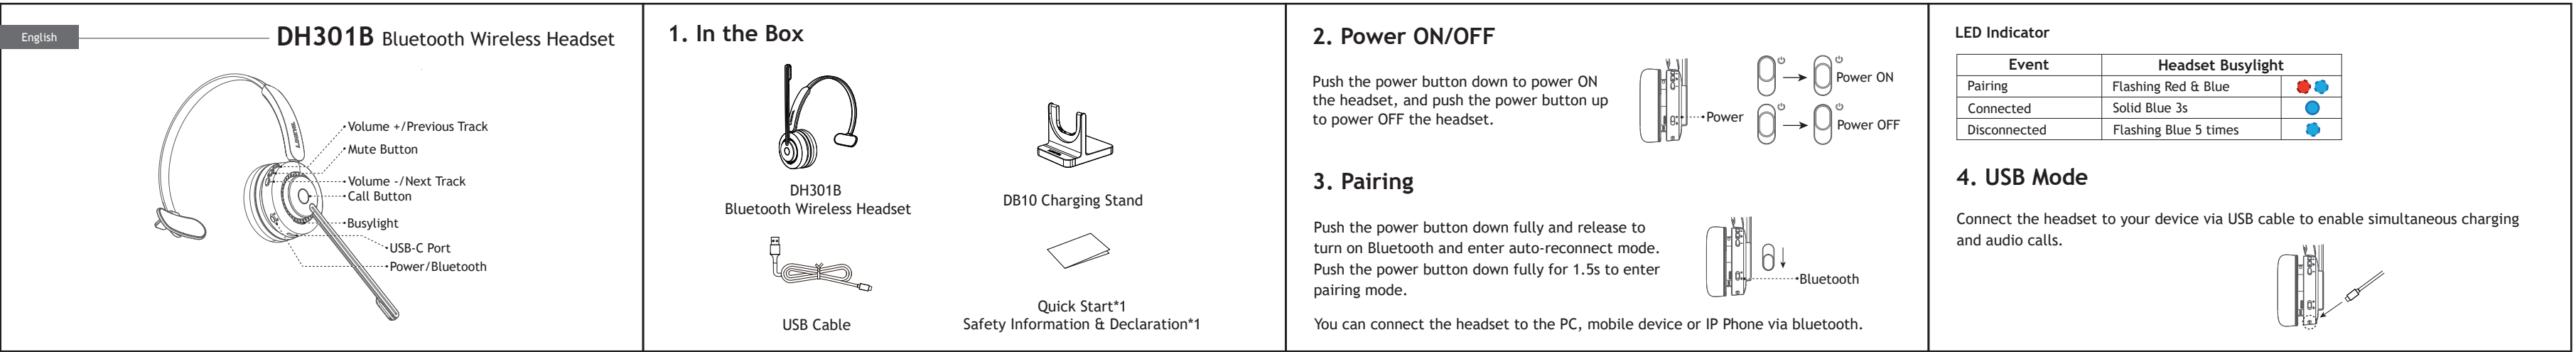 English
DH301B Bluetooth Wireless Headset
Volume +/Previous Track
Mute Button
Volume -/Next Track
Call Button
Busylight
USB-C Port
Power/Bluetooth
1. In the Box
DH301B
Bluetooth Wireless Headset
DB10 Charging Stand
USB Cable
Quick Start*1
Safety Information & Declaration*1
2. Power ON/OFF
Push the power button down to power ON
the headset, and push the power button up
to power OFF the headset.
Power
Power ON
Power OFF
3. Pairing
Push the power button down fully and release to
turn on Bluetooth and enter auto-reconnect mode.
Push the power button down fully for 1.5s to enter
pairing mode.
Bluetooth
You can connect the headset to the PC, mobile device or IP Phone via bluetooth.
LED Indicator
Event Headset Busylight
Pairing Flashing Red & Blue
Connected Solid Blue 3s
Disconnected Flashing Blue 5 times
4. USB Mode
Connect the headset to your device via USB cable to enable simultaneous charging
and audio calls.